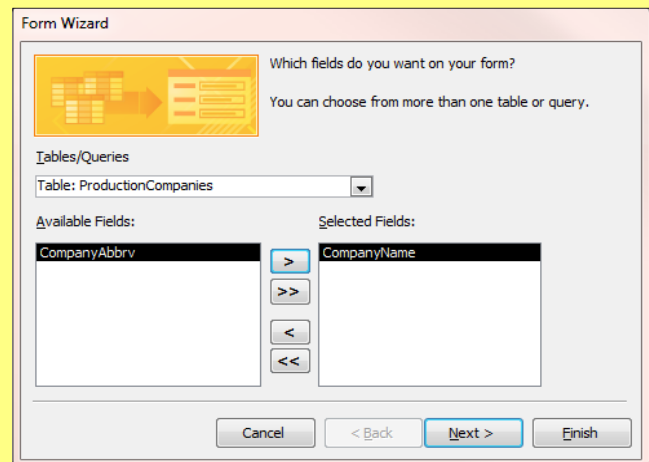 Form Wizard
Which fields do you want on your form?
You can choose from more than one table or query.
Tables/Queries
Table: ProductionCompanies
Available Fields:
Selected Fields:
CompanyAbbrv
CompanyName
>
>>
<
<<
Cancel
< Back
Next >
Finish